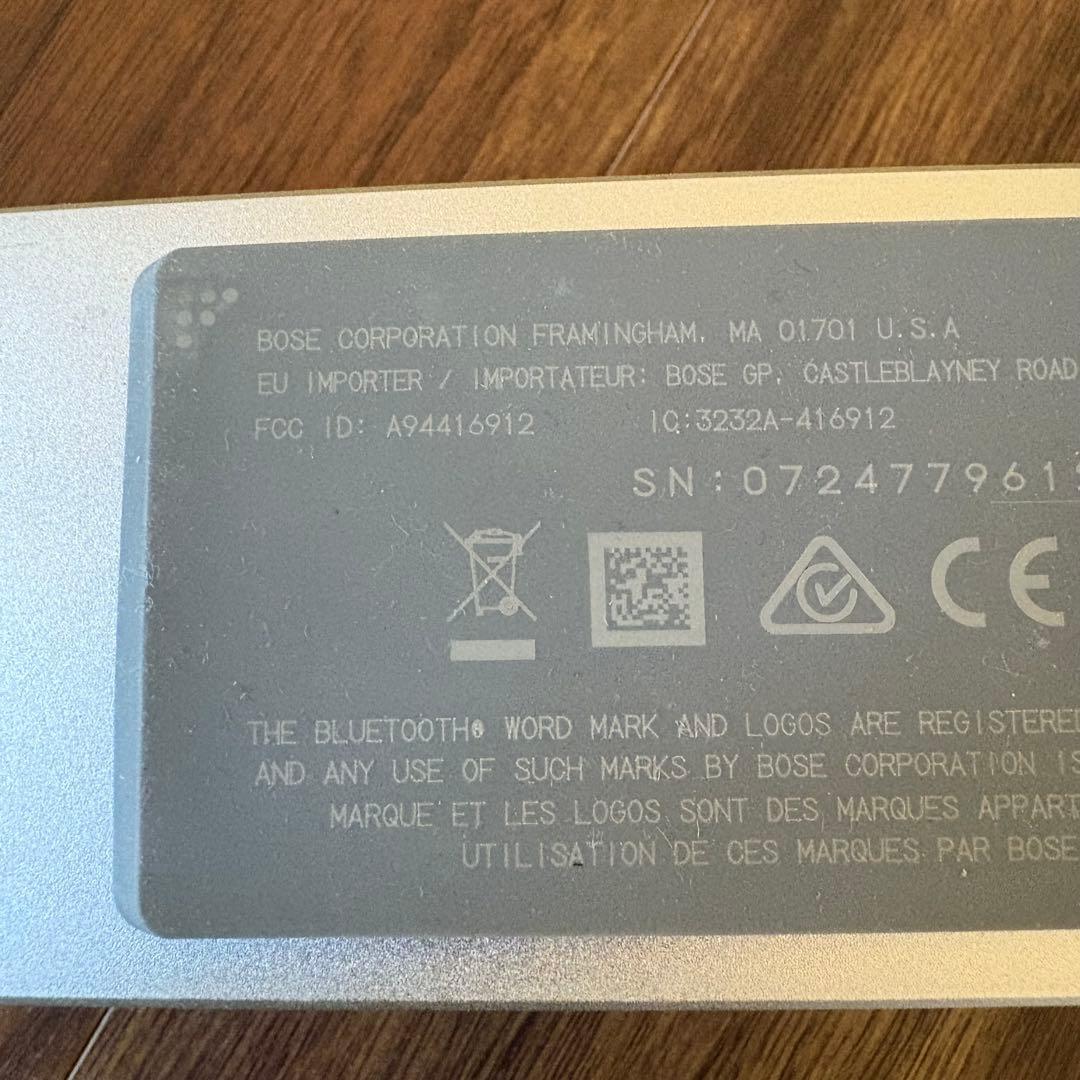 BOSE CORPORATION FRAMINGHAM, MA 01701 U.S.A
EU IMPORTER / IMPORTATEUR: BOSE GP, CASTLEBLAYNEY ROAD
FCC ID: A94416912 IC:3232A-416912
SN:0724779619
THE BLUETOOTH® WORD MARK AND LOGOS ARE REGISTERED
AND ANY USE OF SUCH MARKS BY BOSE CORPORATION IS
MARQUE ET LES LOGOS SONT DES MARQUES APPART
UTILISATION DE CES MARQUES PAR BOSE